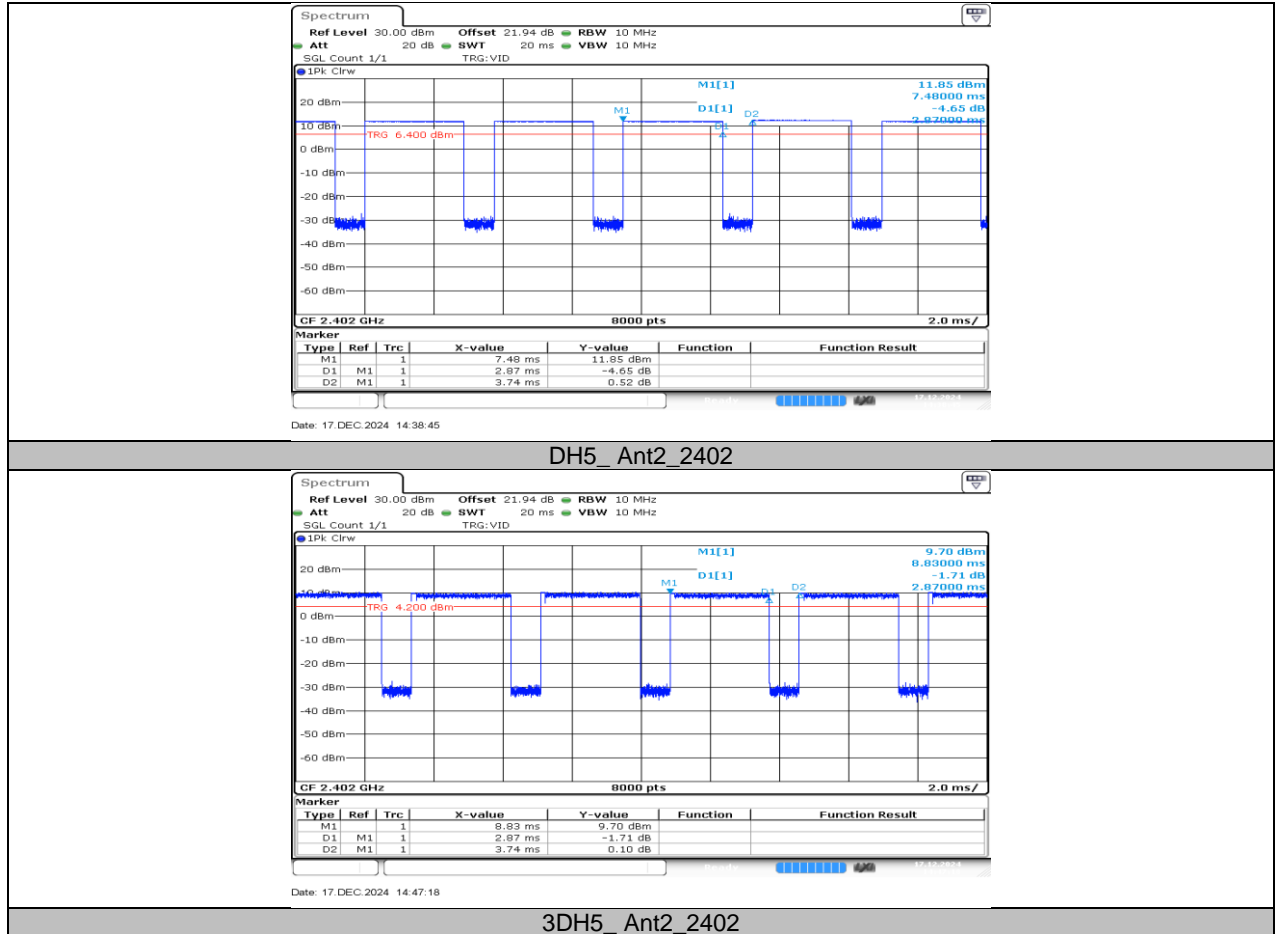 Spectrum
Ref Level 30.00 dBm Offset 21.94 dB RBW 10 MHz
Att 20 dB SWT 20 ms VBW 10 MHz
SGL Count 1/1 TRG:VID
1Pk Clrw
M1[1] 11.85 dBm
7.48000 ms
20 dBm
D1[1] -4.65 dB
2.87000 ms
M1 D2
10 dBm D1
TRG 6.400 dBm
0 dBm
-10 dBm
-20 dBm
-30 dBm
-40 dBm
-50 dBm
-60 dBm
CF 2.402 GHz 8000 pts 2.0 ms/
Marker
Type Ref Trc X-value Y-value Function Function Result
M1 1 7.48 ms 11.85 dBm
D1 M1 1 2.87 ms -4.65 dB
D2 M1 1 3.74 ms 0.52 dB
Date: 17.DEC.2024 14:38:45
DH5_ Ant2_2402
Spectrum
Ref Level 30.00 dBm Offset 21.94 dB RBW 10 MHz
Att 20 dB SWT 20 ms VBW 10 MHz
SGL Count 1/1 TRG:VID
1Pk Clrw
M1[1] 9.70 dBm
8.83000 ms
20 dBm
D1[1] -1.71 dB
2.87000 ms
M1 D1 D2
10 dBm
TRG 4.200 dBm
0 dBm
-10 dBm
-20 dBm
-30 dBm
-40 dBm
-50 dBm
-60 dBm
CF 2.402 GHz 8000 pts 2.0 ms/
Marker
Type Ref Trc X-value Y-value Function Function Result
M1 1 8.83 ms 9.70 dBm
D1 M1 1 2.87 ms -1.71 dB
D2 M1 1 3.74 ms 0.10 dB
Date: 17.DEC.2024 14:47:18
3DH5_ Ant2_2402